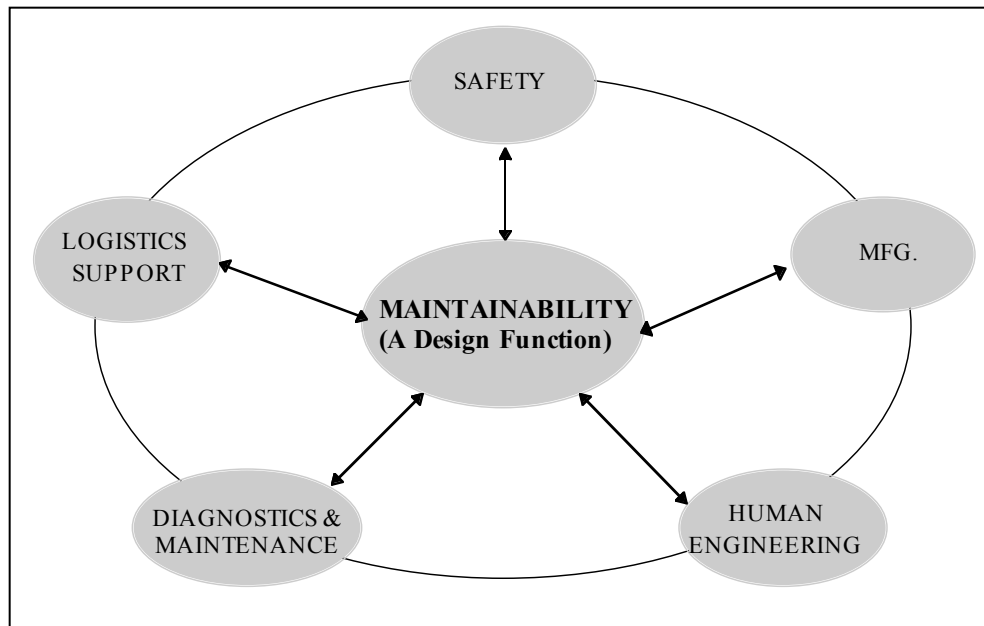 SAFETY
LOGISTICS
SUPPORT
MFG.
MAINTAINABILITY
(A Design Function)
DIAGNOSTICS &
MAINTENANCE
HUMAN
ENGINEERING